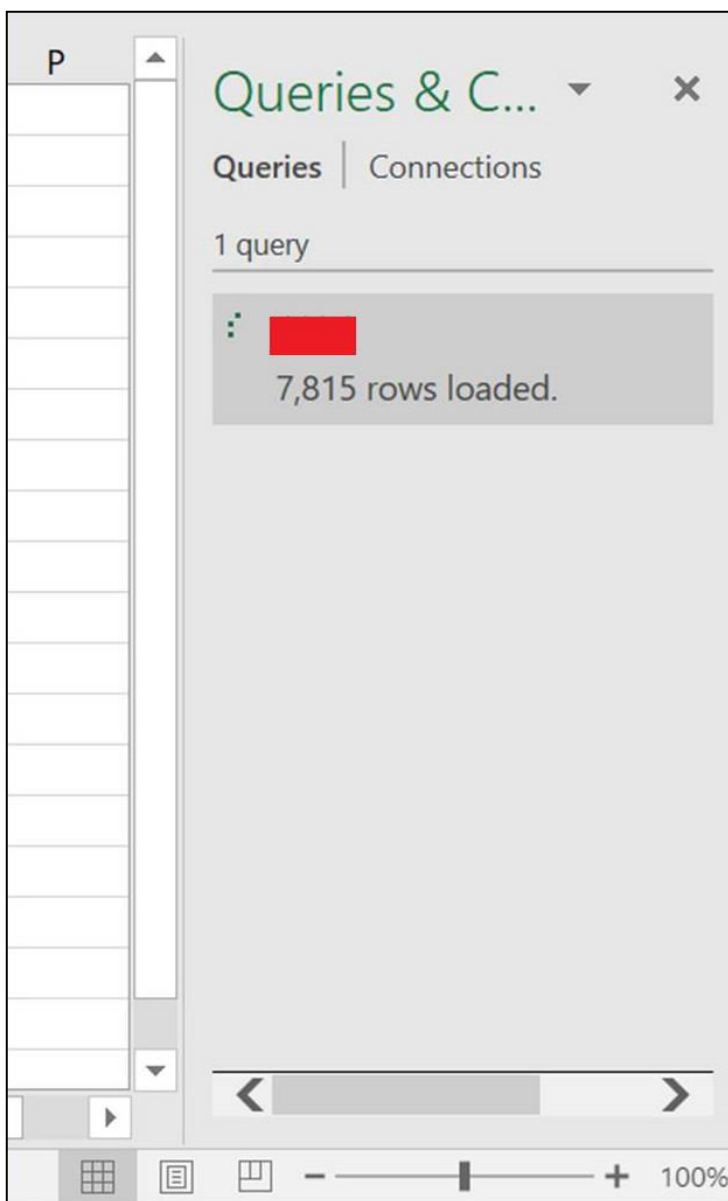 P
Queries & C...
Queries | Connections
1 query
7,815 rows loaded.
100%